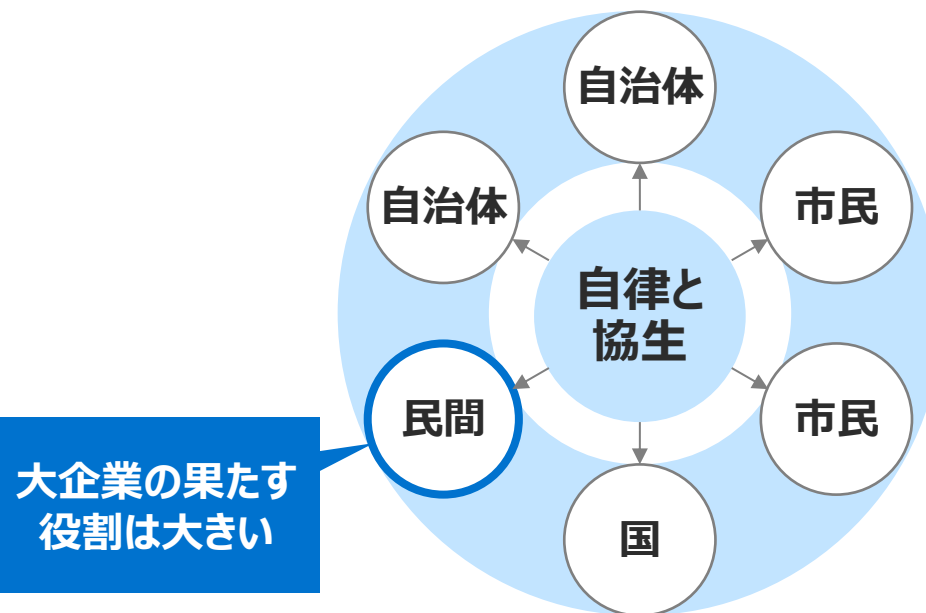 自治体
自治体
市民
自律と
協生
民間
市民
大企業の果たす
役割は大きい
国